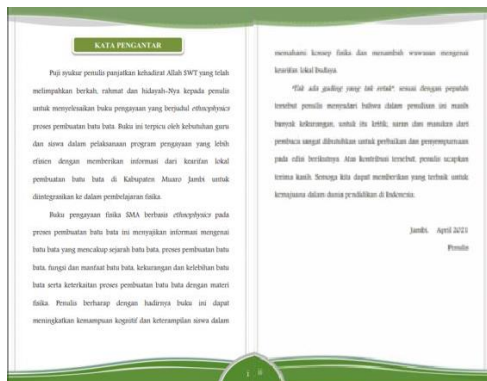 KATA PENGANTAR
Puji syukur penulis panjatkan kehadirat Allah SWT yang telah
melimpahkan berkah, rahmat dan hidayah-Nya kepada penulis
untuk menyelesaikan buku pengayaan yang berjudul ethnophysics
proses pembuatan batu bata. Buku ini terpicu oleh kebutuhan guru
dan siswa dalam pelaksanaan program pengayaan yang lebih
efisien dengan memberikan informasi dari kearifan lokal
pembuatan batu bata di Kabupaten Muaro Jambi untuk
diintegrasikan ke dalam pembelajaran fisika.
Buku pengayaan fisika SMA berbasis ethnophysics pada
proses pembuatan batu bata ini menyajikan informasi mengenai
batu bata yang mencakup sejarah batu bata, proses pembuatan batu
bata, fungsi dan manfaat batu bata, kekurangan dan kelebihan batu
bata serta keterkaitan proses pembuatan batu bata dengan materi
fisika. Penulis berharap dengan hadirnya buku ini dapat
meningkatkan kemampuan kognitif dan keterampilan siswa dalam
i
memahami konsep fisika dan menambah wawasan mengenai
kearifan lokal budaya.
"Tak ada gading yang tak retak", sesuai dengan pepatah
tersebut penulis menyadari bahwa dalam penulisan ini masih
banyak kekurangan, untuk itu kritik, saran dan masukan dari
pembaca sangat dibutuhkan untuk perbaikan dan penyempurnaan
pada edisi berikutnya. Atas kontribusi tersebut, penulis ucapkan
terima kasih. Semoga kita dapat memberikan yang terbaik untuk
kemajuana dalam dunia pendidikan di Indonesia.
Jambi, April 2021
Penulis
ii